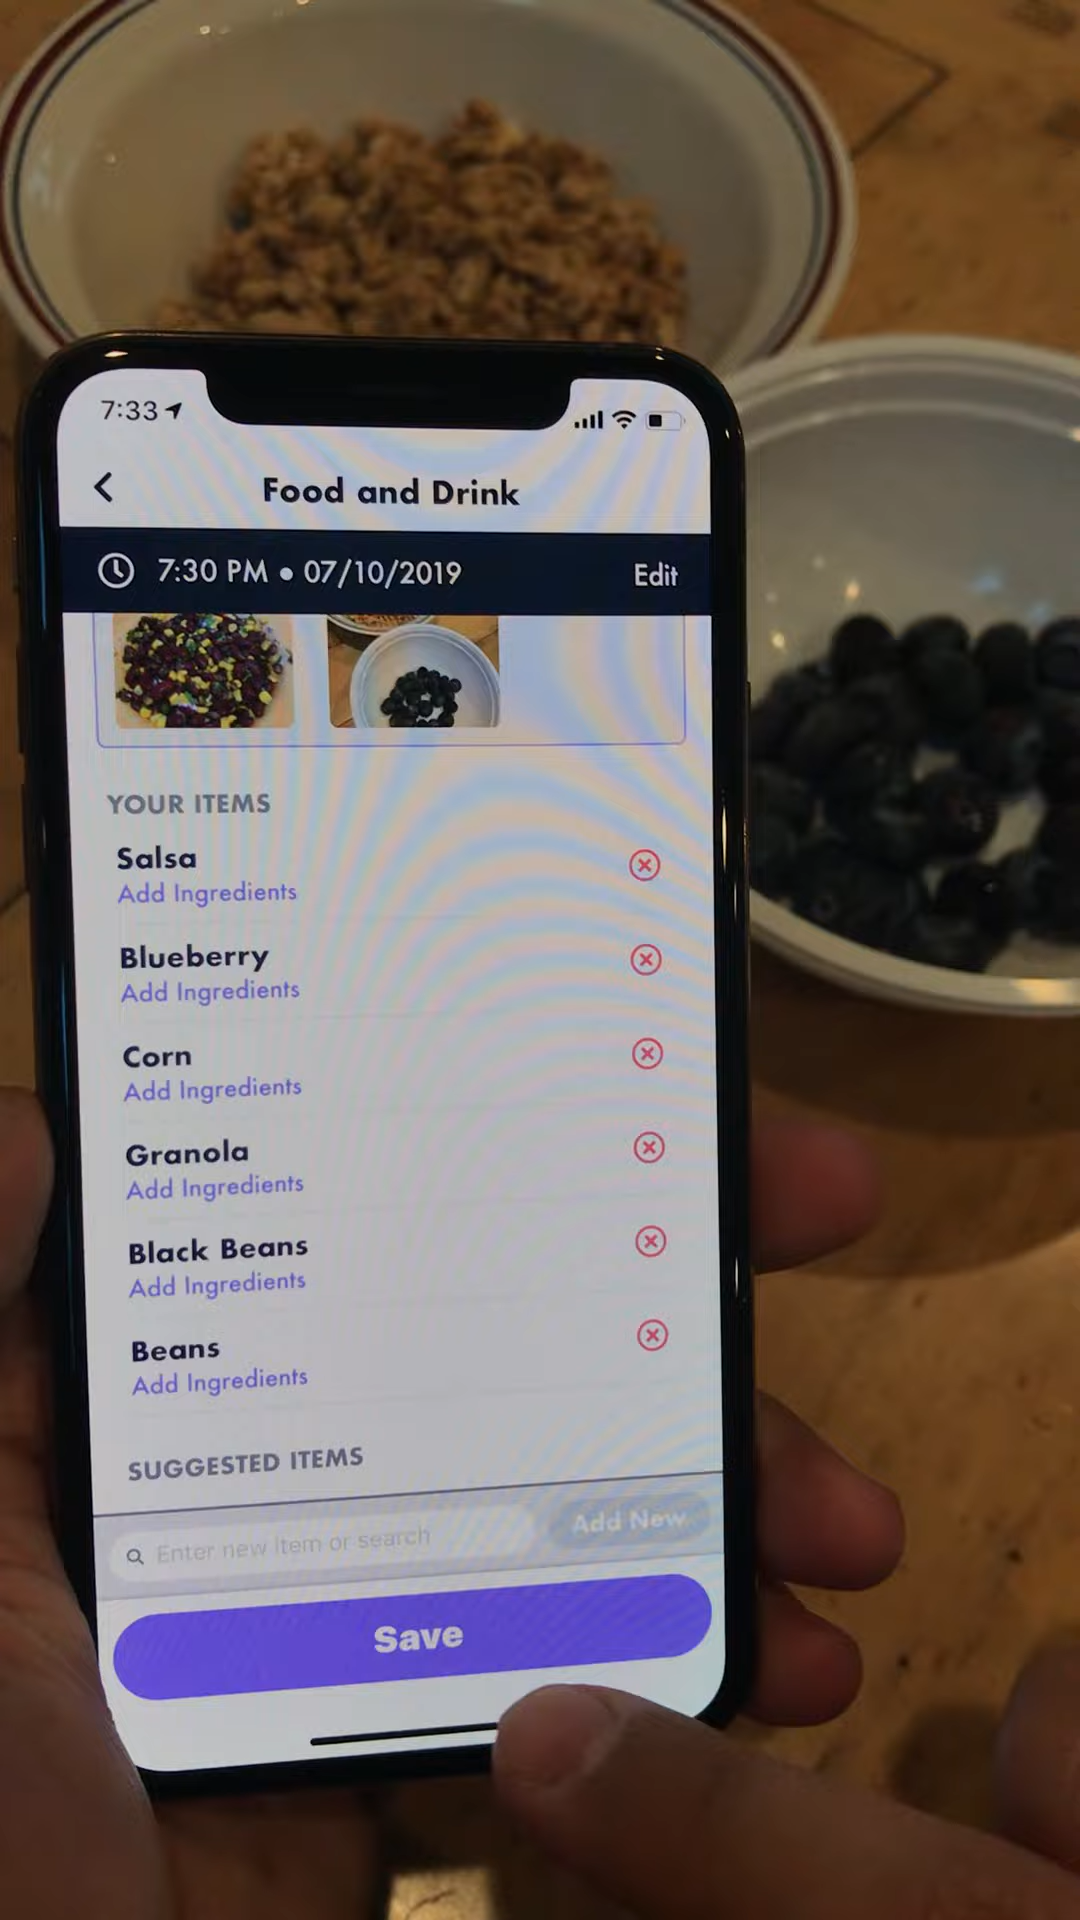 7:33
Food and Drink
7:30 PM • 07/10/2019
Edit
YOUR ITEMS
Salsa
Add Ingredients
Blueberry
Add Ingredients
Corn
Add Ingredients
Granola
Add Ingredients
Black Beans
Add Ingredients
Beans
Add Ingredients
SUGGESTED ITEMS
Enter new item or search
Add New
Save